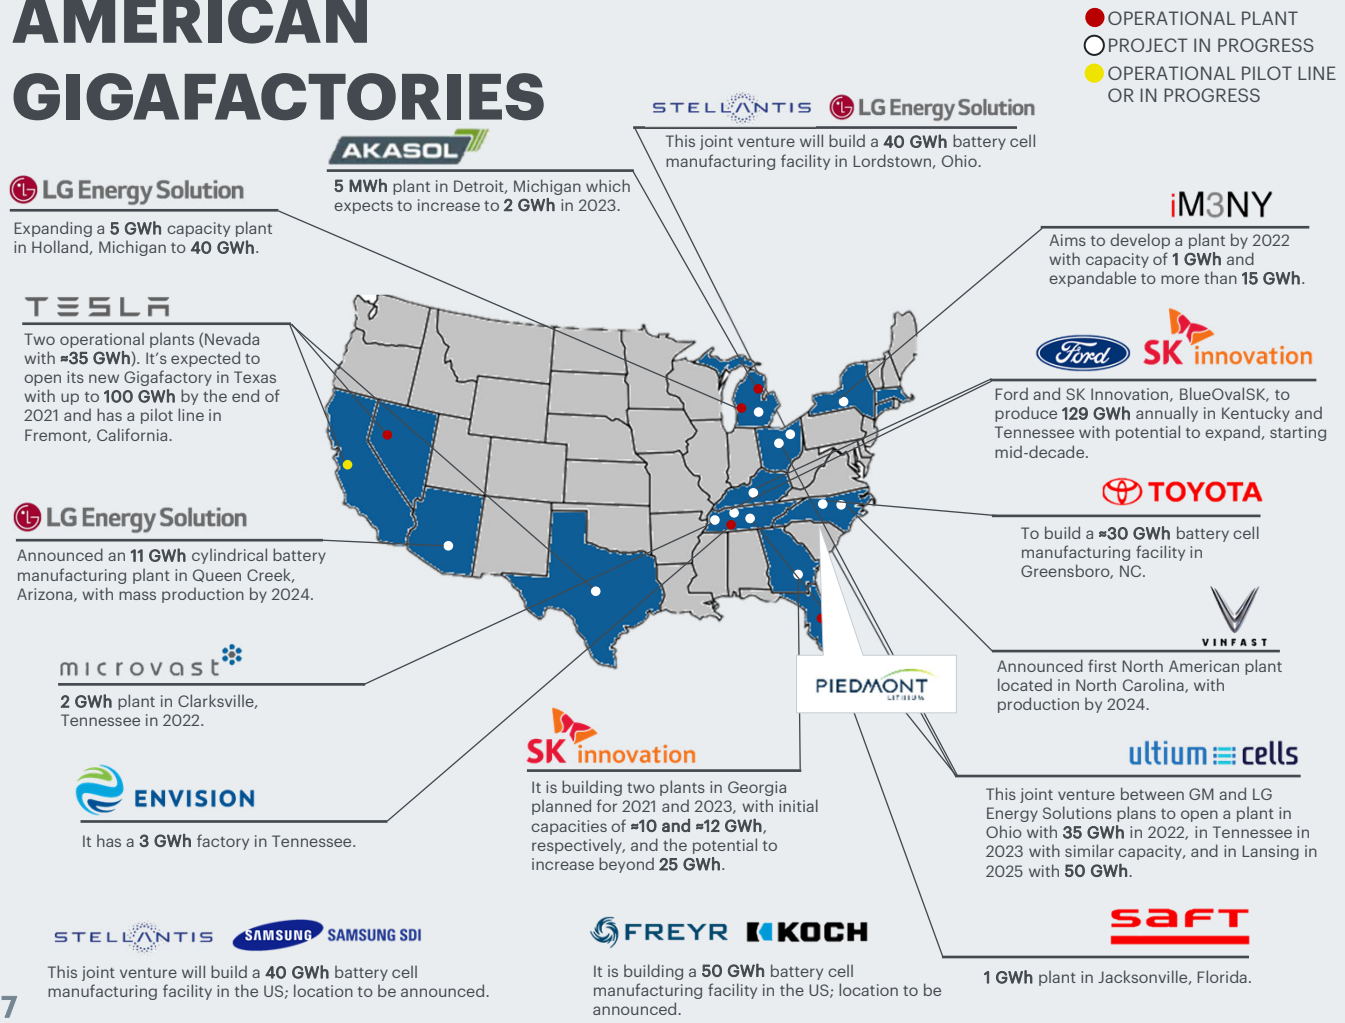 AMERICAN
GIGAFACTORIES
OPERATIONAL PLANT
PROJECT IN PROGRESS
OPERATIONAL PILOT LINE
OR IN PROGRESS
STELLANTIS LG Energy Solution
This joint venture will build a 40 GWh battery cell
manufacturing facility in Lordstown, Ohio.
AKASOL
5 MWh plant in Detroit, Michigan which
expects to increase to 2 GWh in 2023.
LG Energy Solution
Expanding a 5 GWh capacity plant
in Holland, Michigan to 40 GWh.
iM3NY
Aims to develop a plant by 2022
with capacity of 1 GWh and
expandable to more than 15 GWh.
TESLA
Two operational plants (Nevada
with ≈35 GWh). It's expected to
open its new Gigafactory in Texas
with up to 100 GWh by the end of
2021 and has a pilot line in
Fremont, California.
Ford SK innovation
Ford and SK Innovation, BlueOvalSK, to
produce 129 GWh annually in Kentucky and
Tennessee with potential to expand, starting
mid-decade.
TOYOTA
To build a ≈30 GWh battery cell
manufacturing facility in
Greensboro, NC.
LG Energy Solution
Announced an 11 GWh cylindrical battery
manufacturing plant in Queen Creek,
Arizona, with mass production by 2024.
VINFAST
Announced first North American plant
located in North Carolina, with
production by 2024.
microvast
2 GWh plant in Clarksville,
Tennessee in 2022.
PIEDMONT
LITHIUM
SK innovation
It is building two plants in Georgia
planned for 2021 and 2023, with initial
capacities of ≈10 and ≈12 GWh,
respectively, and the potential to
increase beyond 25 GWh.
ultium cells
This joint venture between GM and LG
Energy Solutions plans to open a plant in
Ohio with 35 GWh in 2022, in Tennessee in
2023 with similar capacity, and in Lansing in
2025 with 50 GWh.
ENVISION
It has a 3 GWh factory in Tennessee.
STELLANTIS SAMSUNG SAMSUNG SDI
This joint venture will build a 40 GWh battery cell
manufacturing facility in the US; location to be announced.
FREYR KOCH
It is building a 50 GWh battery cell
manufacturing facility in the US; location to be
announced.
SAFT
1 GWh plant in Jacksonville, Florida.
7